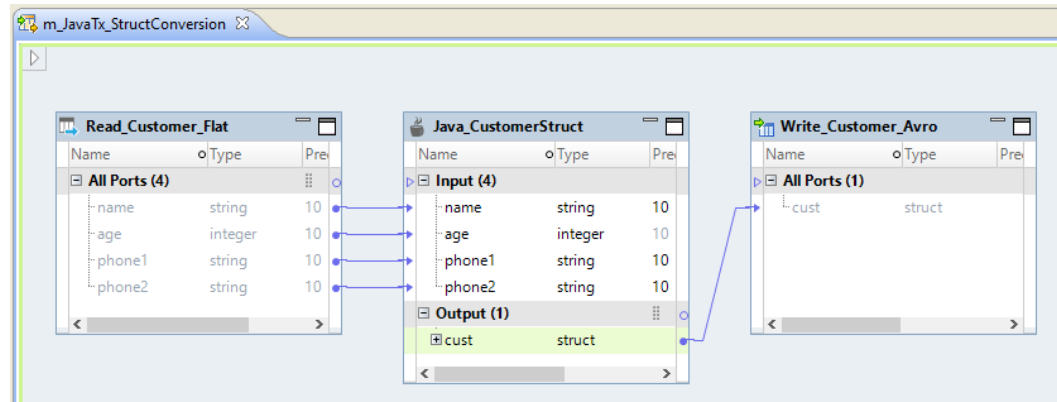 m_JavaTx_StructConversion
Read_Customer_Flat
Name Type Pre
All Ports (4)
name string 10
age integer 10
phone1 string 10
phone2 string 10
Java_CustomerStruct
Name Type Pre
Input (4)
name string 10
age integer 10
phone1 string 10
phone2 string 10
Output (1)
cust struct
Write_Customer_Avro
Name Type Pre
All Ports (1)
cust struct